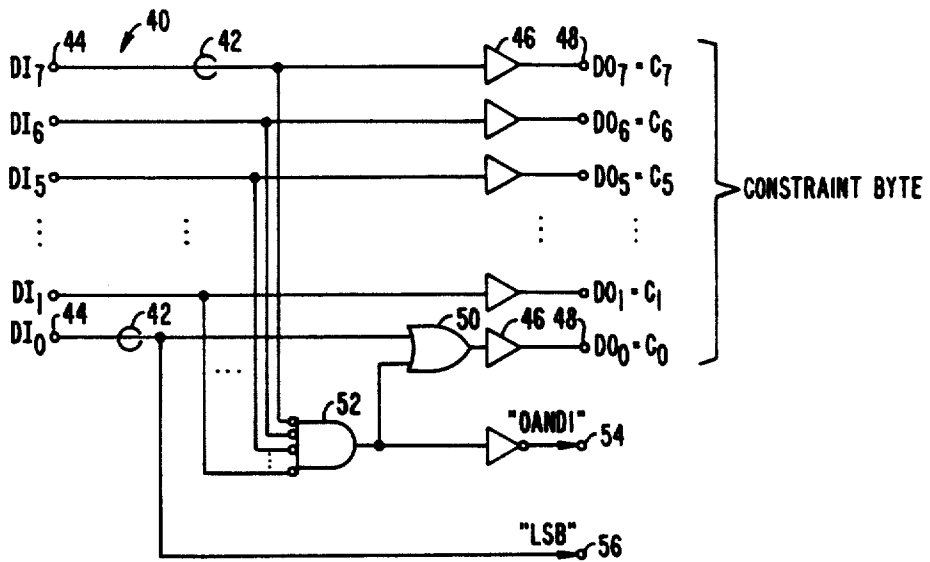 40
44 42 46 48
DI7 DO7 = C7
DI6 DO6 = C6
DI5 DO5 = C5
CONSTRAINT BYTE
DI1 DO1 = C1
44 42 50 46 48
DI0 DO0 = C0
52
"OANDI" 54
"LSB" 56